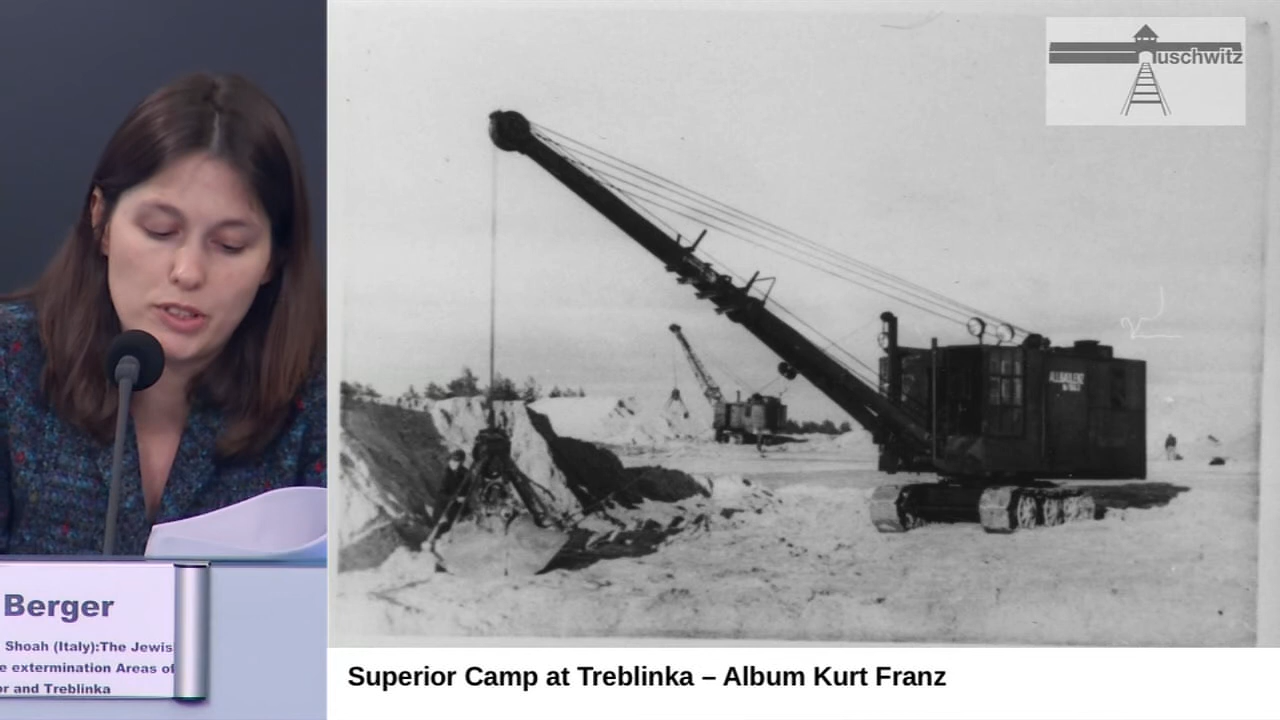 uschwitz
Berger
Shoah (Italy):The Jewis
e extermination Areas of
or and Treblinka
Superior Camp at Treblinka – Album Kurt Franz